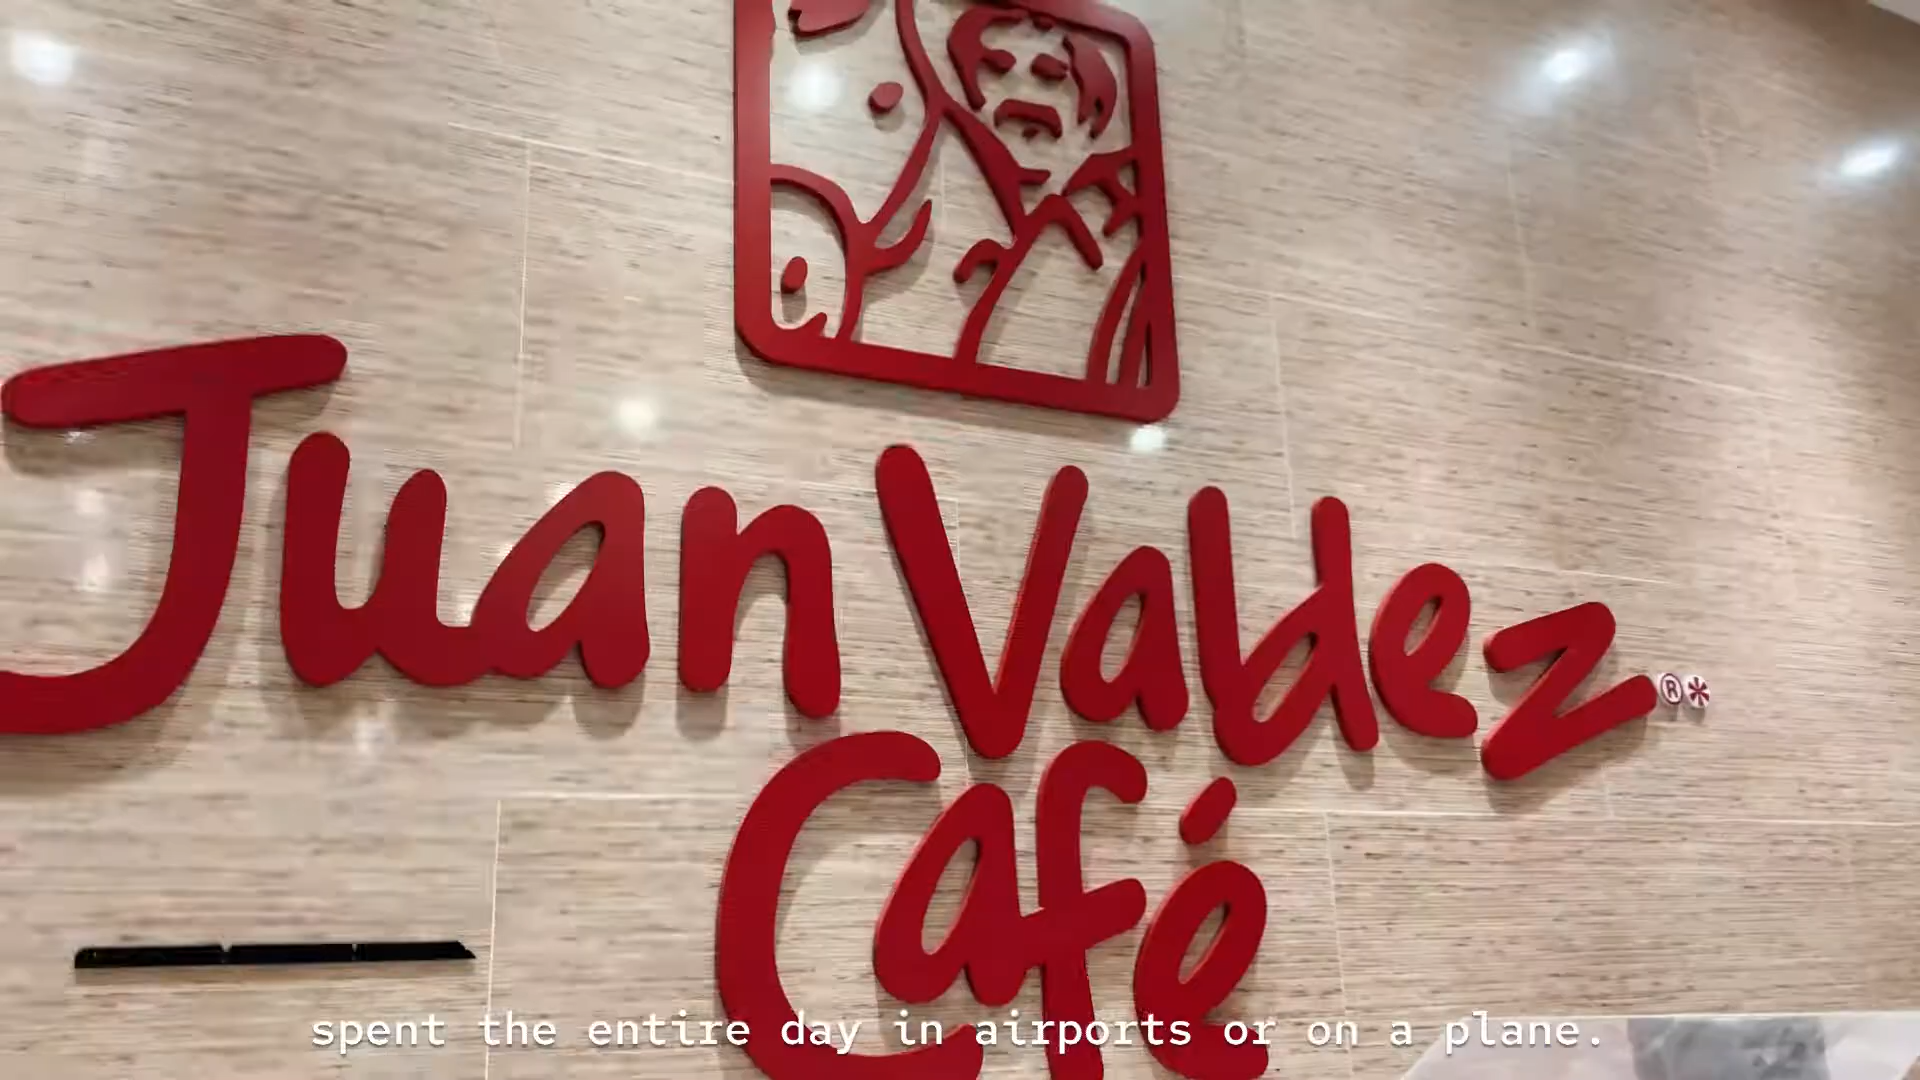 Juan Valdez ® *
Café
spent the entire day in airports or on a plane.